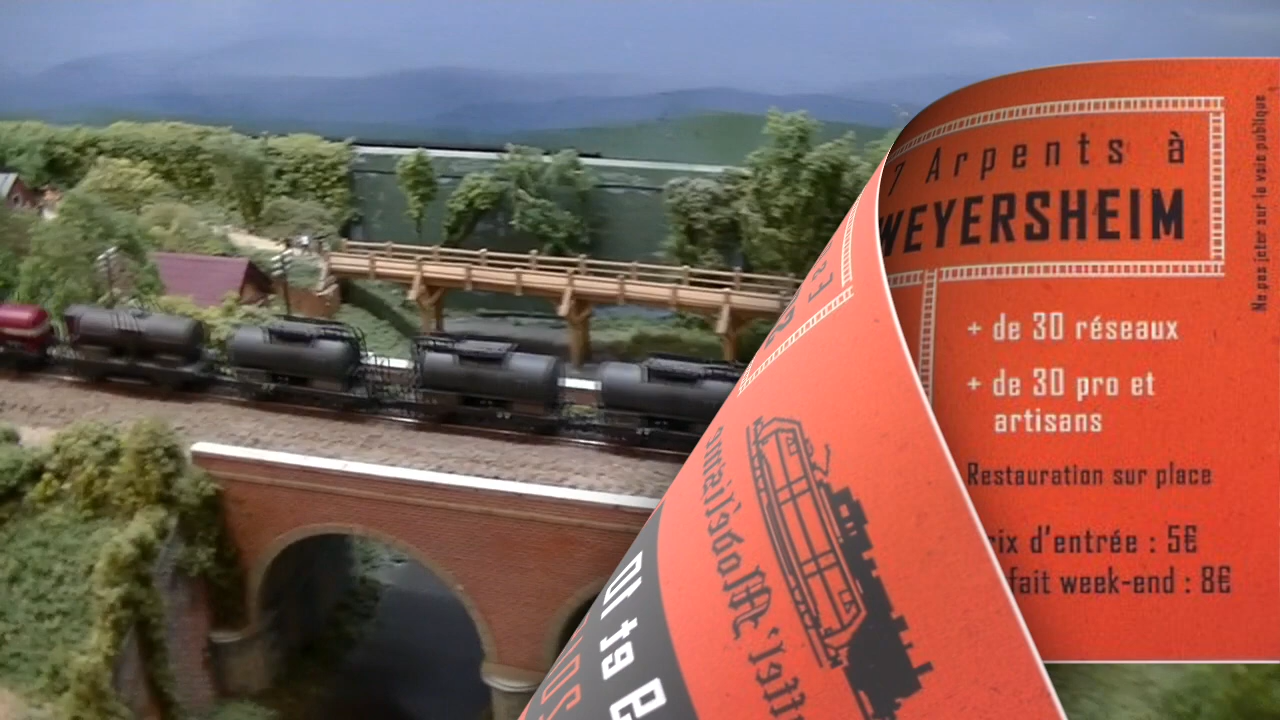 7 Arpents à
WEYERSHEIM
Ne pas jeter sur la voie publique
+ de 30 réseaux
+ de 30 pro et
artisans
Restauration sur place
rix d'entrée : 5€
fait week-end : 8€